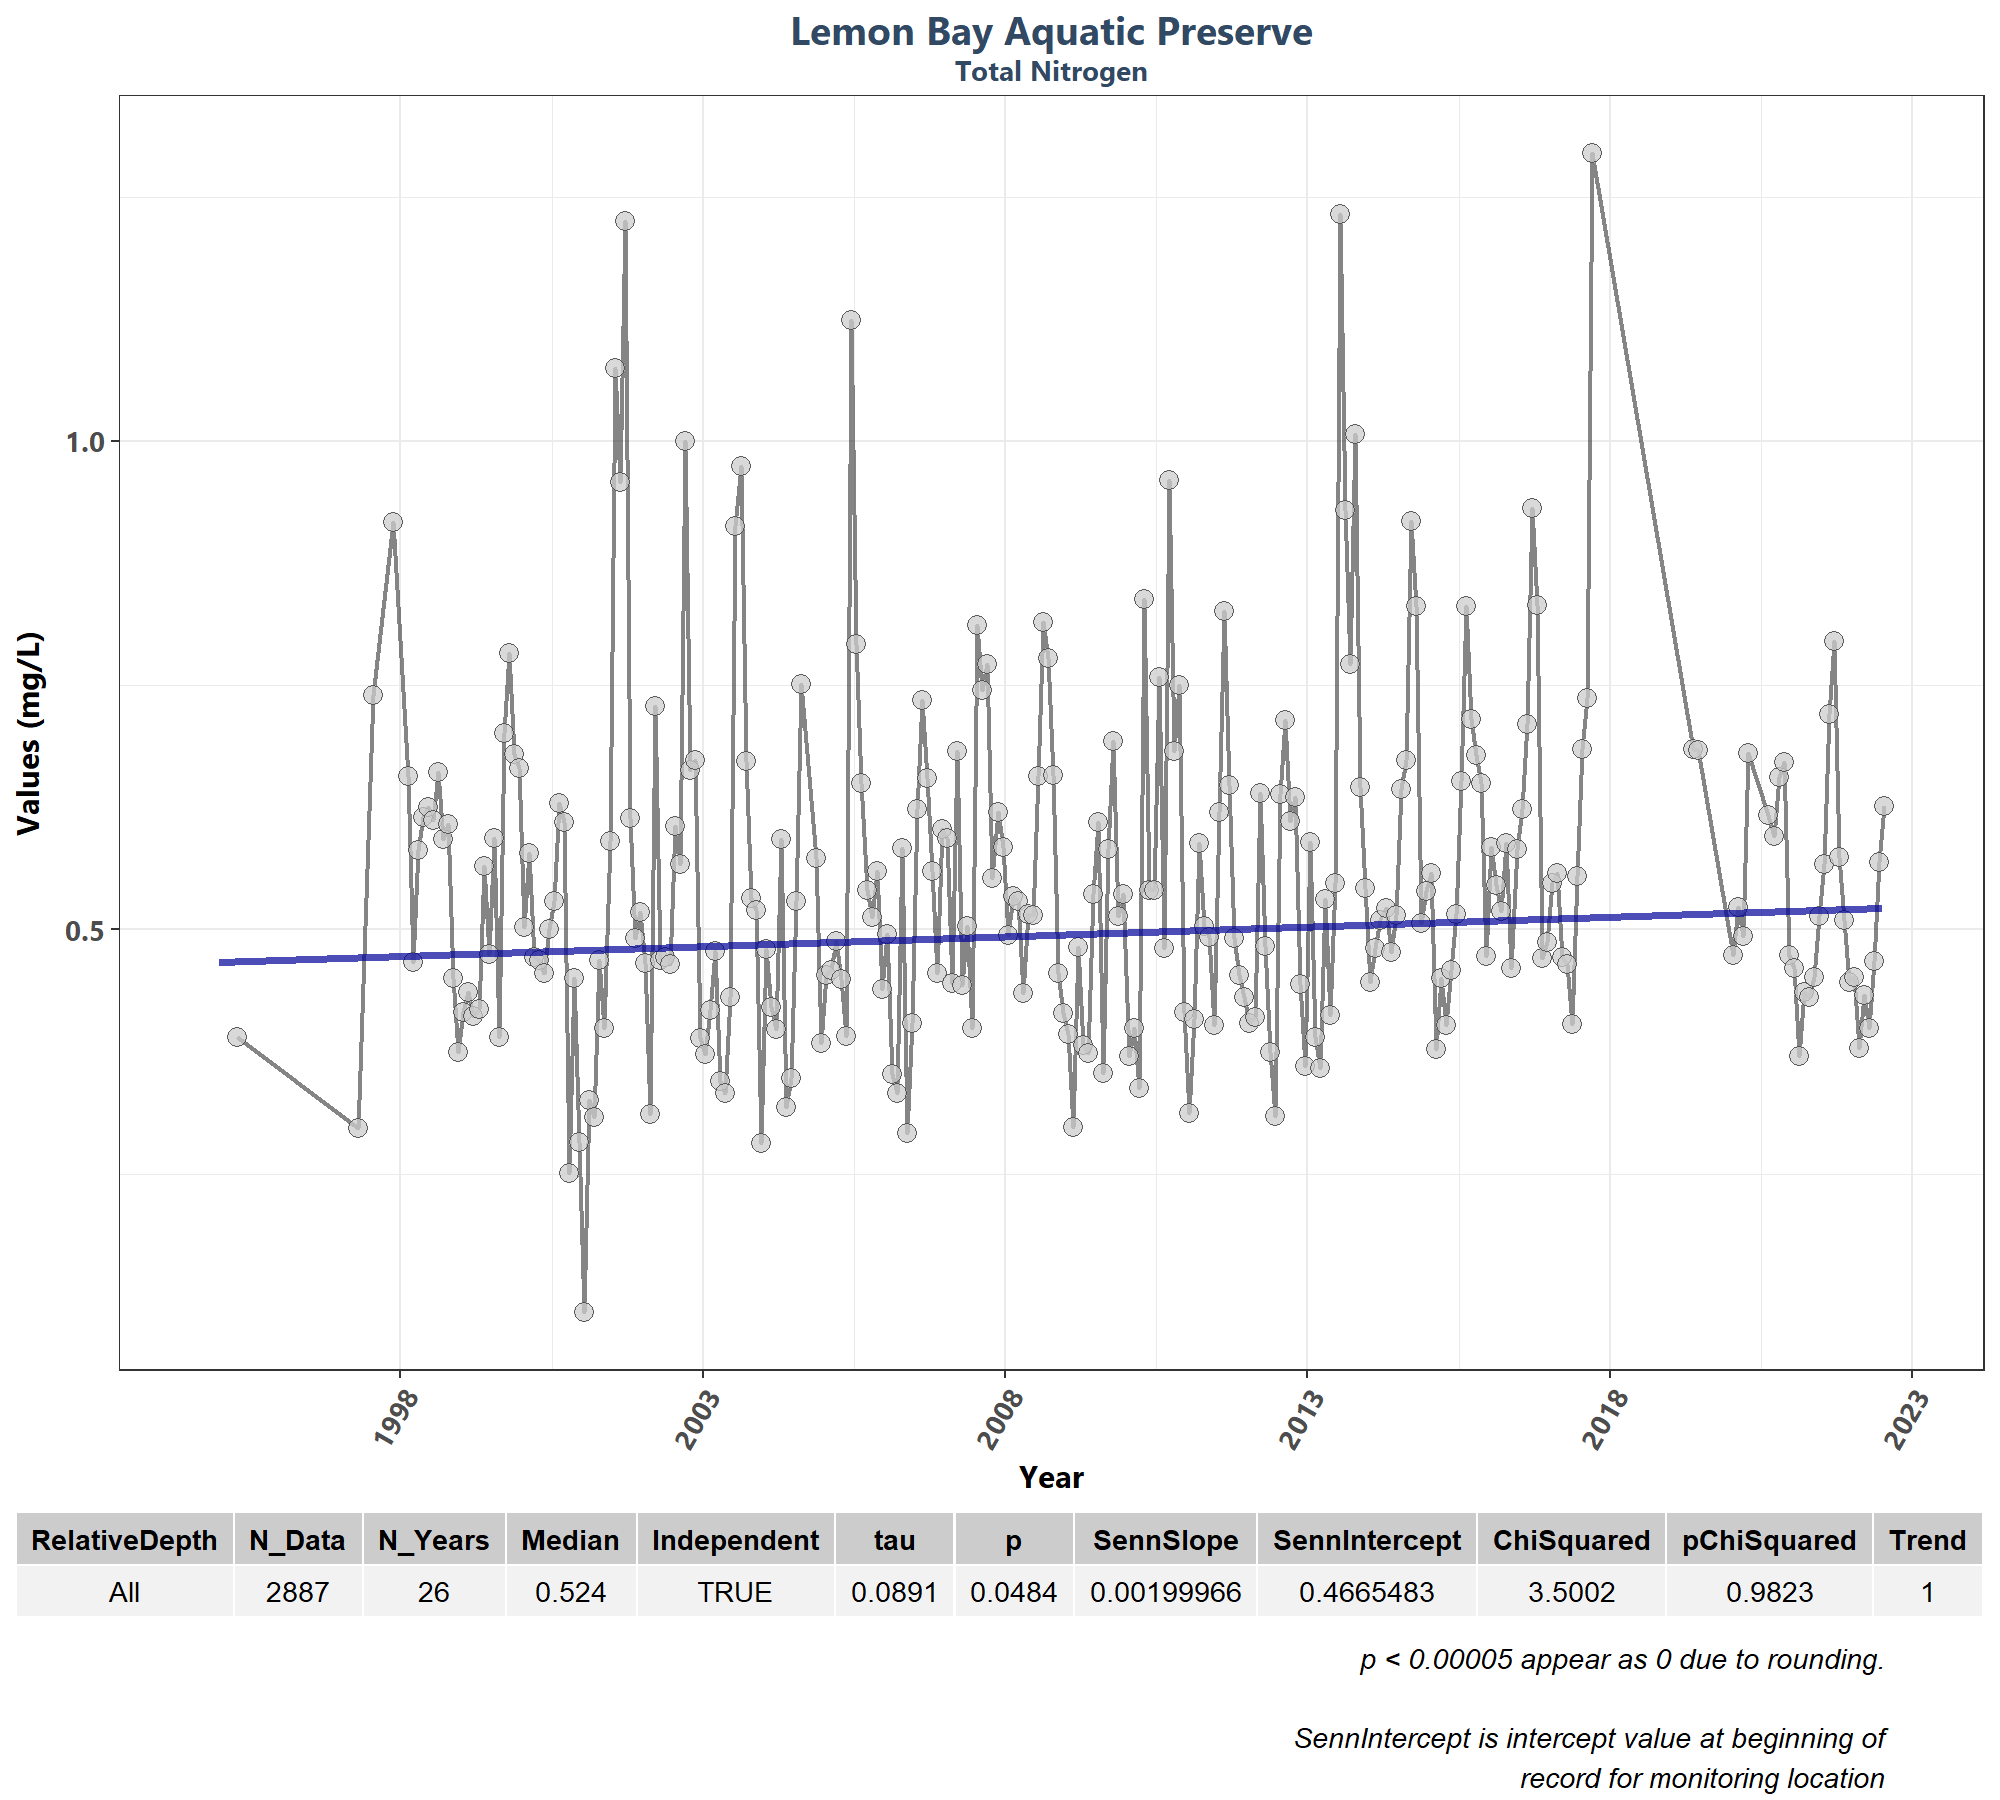 Lemon Bay Aquatic Preserve
Total Nitrogen
Values (mg/L)
1.0
0.5
1998 2003 2008 2013 2018 2023
Year
RelativeDepth N_Data N_Years Median Independent tau p SennSlope SennIntercept ChiSquared pChiSquared Trend
All 2887 26 0.524 TRUE 0.0891 0.0484 0.00199966 0.4665483 3.5002 0.9823 1
p < 0.00005 appear as 0 due to rounding.
SennIntercept is intercept value at beginning of
record for monitoring location